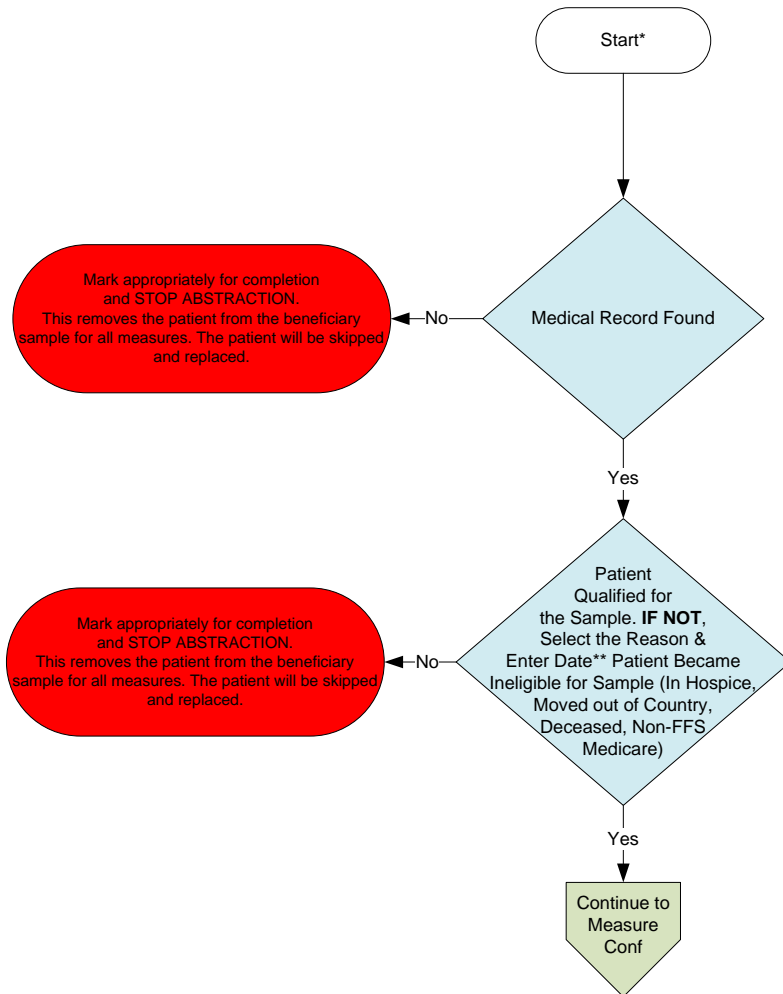 Start*
Medical Record Found
No
Mark appropriately for completion
and STOP ABSTRACTION.
This removes the patient from the beneficiary
sample for all measures. The patient will be skipped
and replaced.
Yes
Patient
Qualified for
the Sample. IF NOT,
Select the Reason &
Enter Date** Patient Became
Ineligible for Sample (In Hospice,
Moved out of Country,
Deceased, Non-FFS
Medicare)
No
Mark appropriately for completion
and STOP ABSTRACTION.
This removes the patient from the beneficiary
sample for all measures. The patient will be skipped
and replaced.
Yes
Continue to
Measure
Conf